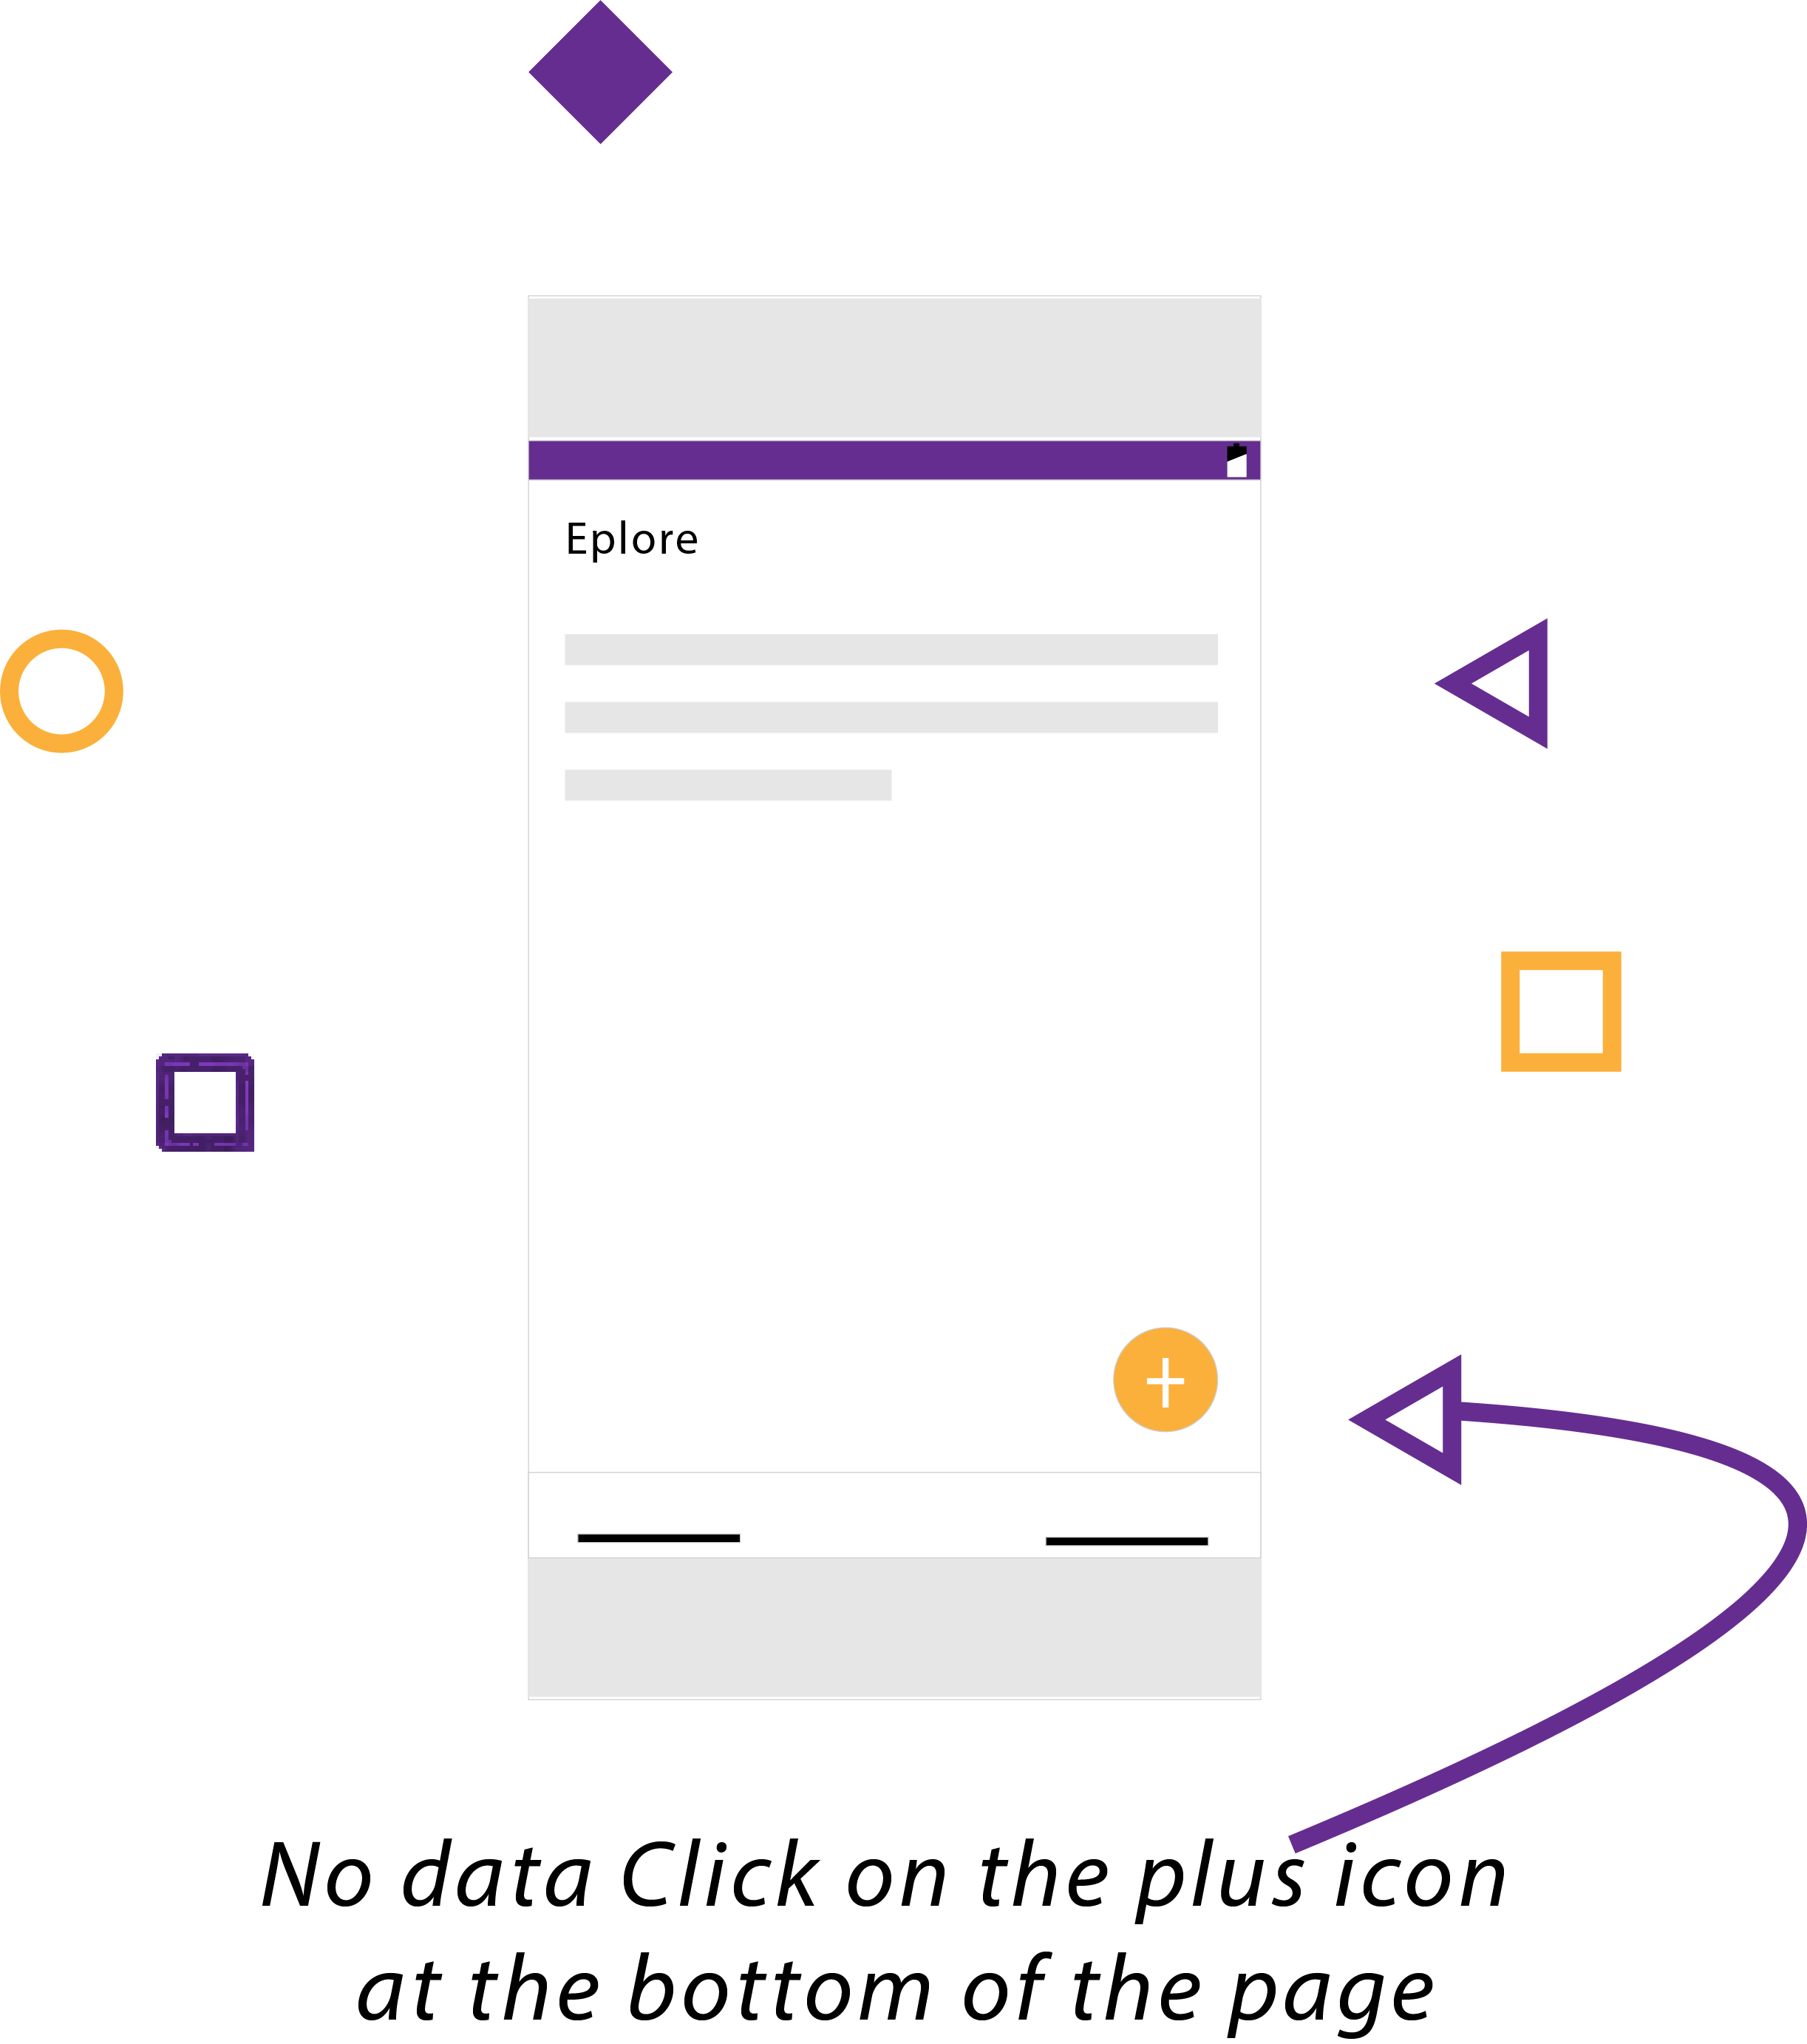 Eplore
No data Click on the plus icon
at the bottom of the page